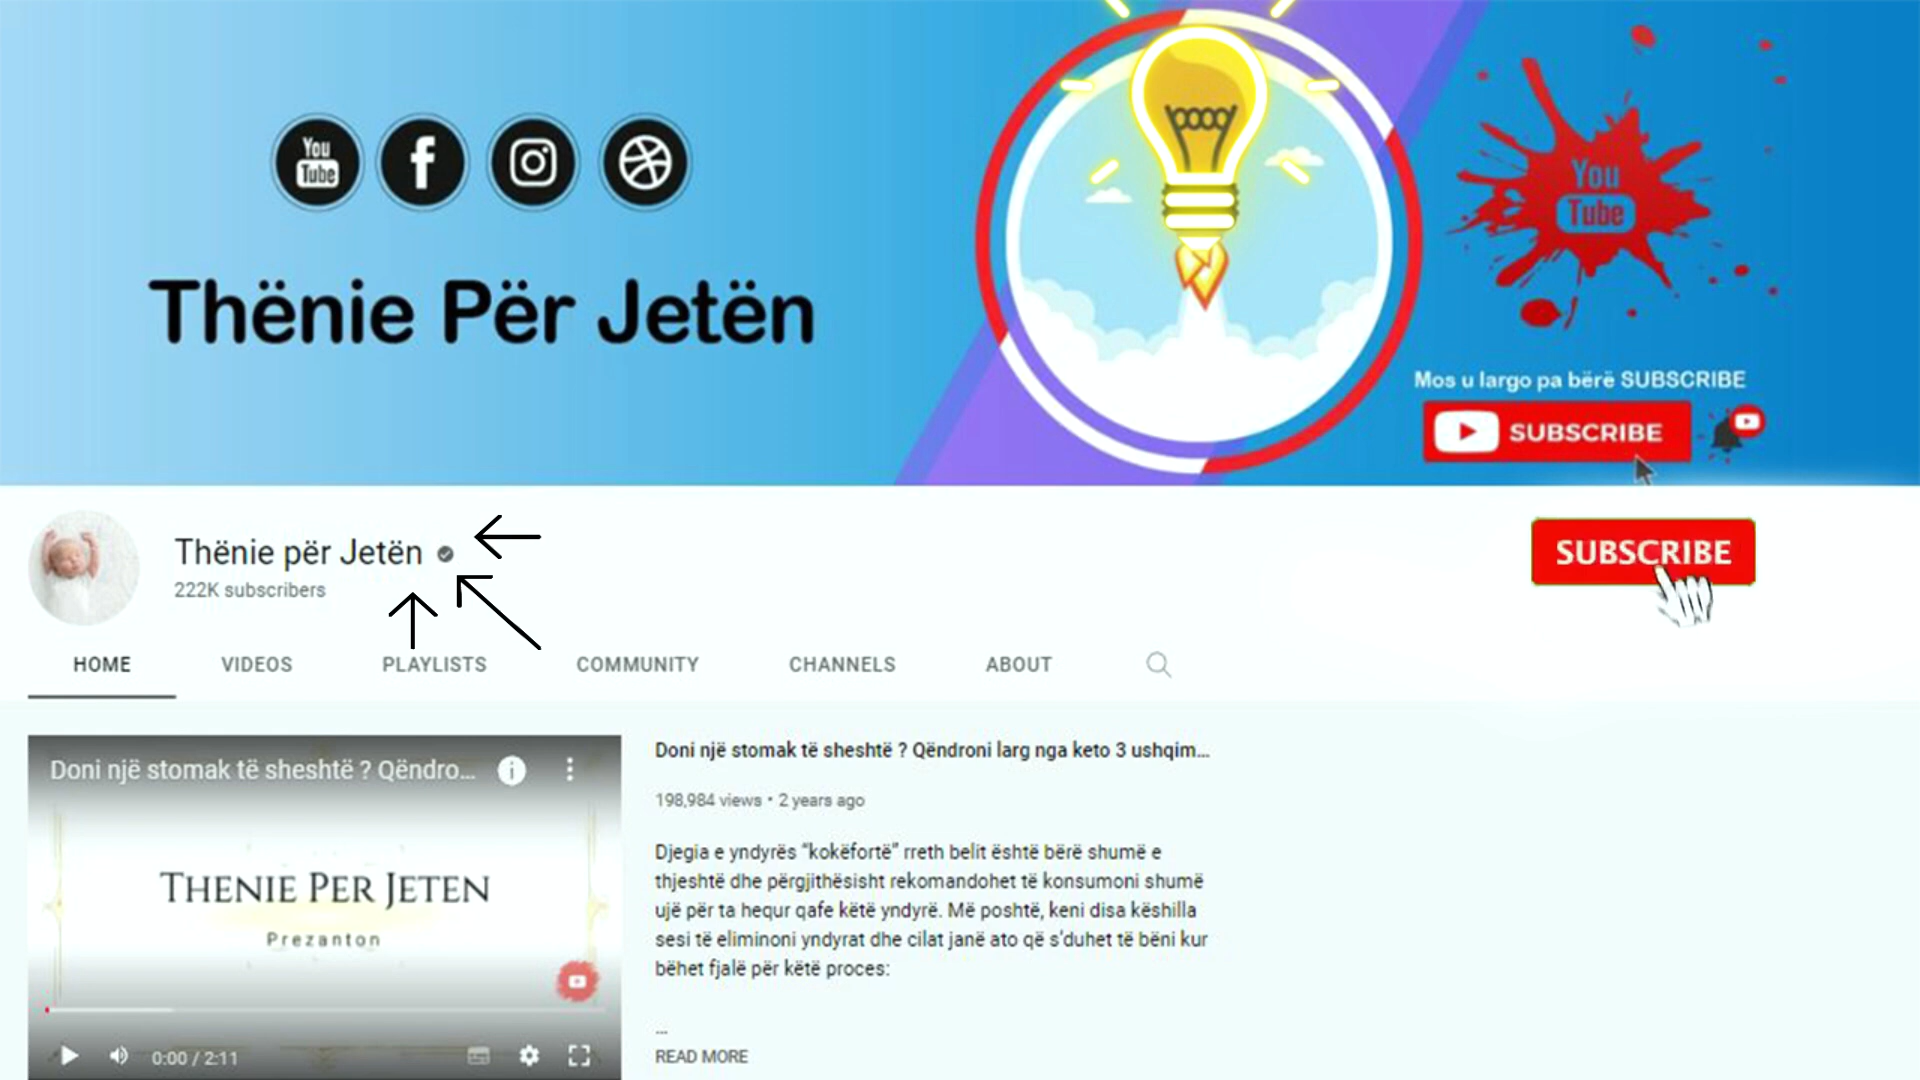 You
Tube
You
Tube
Thënie Për Jetën
Mos u largo pa bërë SUBSCRIBE
SUBSCRIBE
Thënie për Jetën
222K subscribers
SUBSCRIBE
HOME VIDEOS PLAYLISTS COMMUNITY CHANNELS ABOUT
Doni një stomak të sheshtë ? Qëndro...
THENIE PER JETEN
Prezanton
0:00 / 2:11
Doni një stomak të sheshtë ? Qëndroni larg nga keto 3 ushqim...
198,984 views • 2 years ago
Djegia e yndyrës “kokëfortë” rreth belit është bërë shumë e
thjeshtë dhe përgjithësisht rekomandohet të konsumoni shumë
ujë për ta hequr qafe këtë yndyrë. Më poshtë, keni disa këshilla
sesi të eliminoni yndyrat dhe cilat janë ato që s'duhet të bëni kur
bëhet fjalë për këtë proces:
...
READ MORE